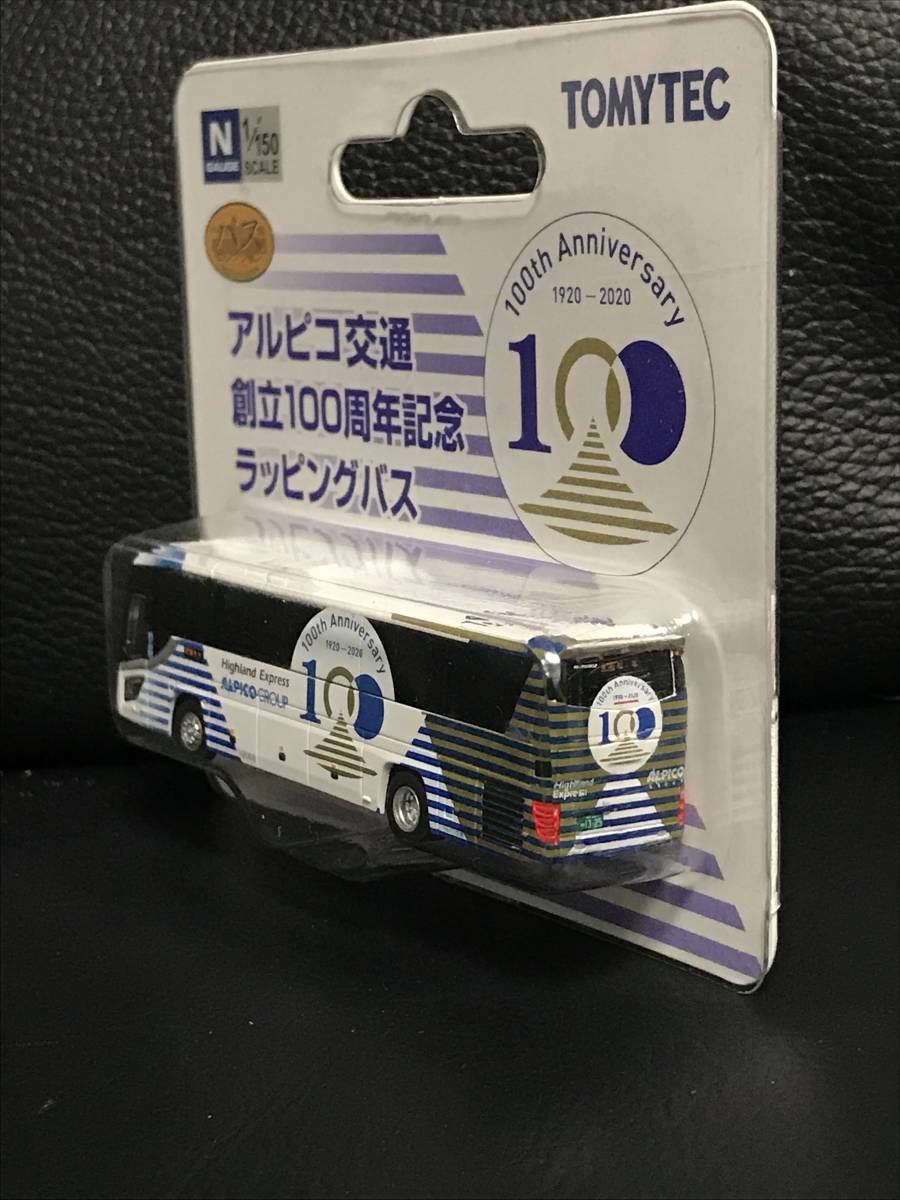 TOMYTEC
N
GAUGE
1/150
SCALE
バス
アルピコ交通
創立100周年記念
ラッピングバス
100th Anniversary
1920-2020
100
Highland Express
ALPICO GROUP
100th Anniversary
1920-2020
100
100th Anniversary
1920-2020
100
Highland
Express
ALPICO